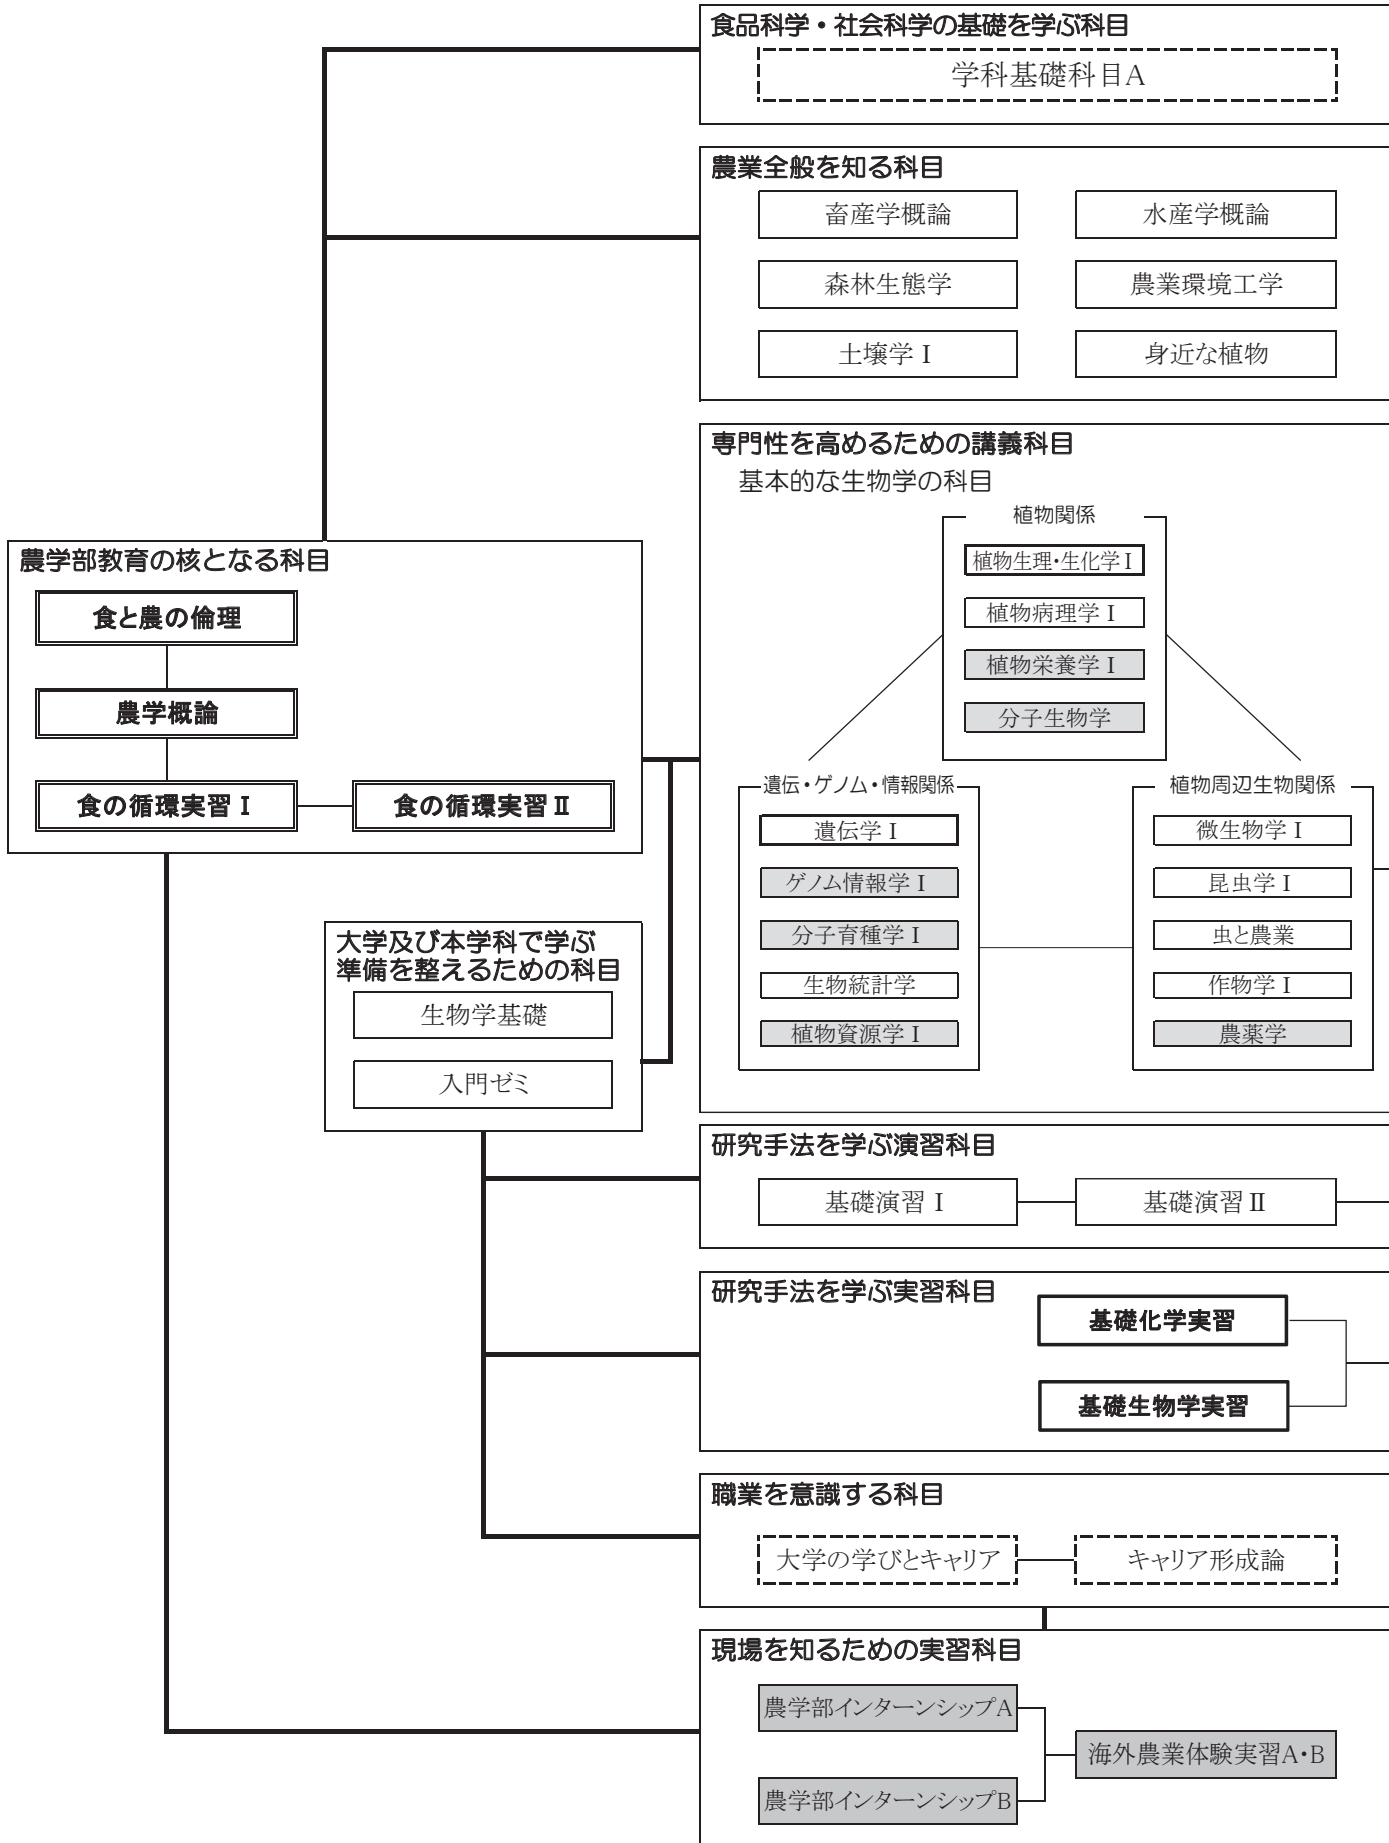 食品科学・社会科学の基礎を学ぶ科目
学科基礎科目A
農業全般を知る科目
畜産学概論
水産学概論
森林生態学
農業環境工学
土壌学Ⅰ
身近な植物
専門性を高めるための講義科目
基本的な生物学の科目
植物関係
植物生理・生化学Ⅰ
植物病理学Ⅰ
植物栄養学Ⅰ
分子生物学
農学部教育の核となる科目
食と農の倫理
農学概論
食の循環実習Ⅰ
食の循環実習Ⅱ
遺伝・ゲノム・情報関係
遺伝学Ⅰ
ゲノム情報学Ⅰ
分子育種学Ⅰ
生物統計学
植物資源学Ⅰ
植物周辺生物関係
微生物学Ⅰ
昆虫学Ⅰ
虫と農業
作物学Ⅰ
農薬学
大学及び本学科で学ぶ
準備を整えるための科目
生物学基礎
入門ゼミ
研究手法を学ぶ演習科目
基礎演習Ⅰ
基礎演習Ⅱ
研究手法を学ぶ実習科目
基礎化学実習
基礎生物学実習
職業を意識する科目
大学の学びとキャリア
キャリア形成論
現場を知るための実習科目
農学部インターンシップA
海外農業体験実習A・B
農学部インターンシップB